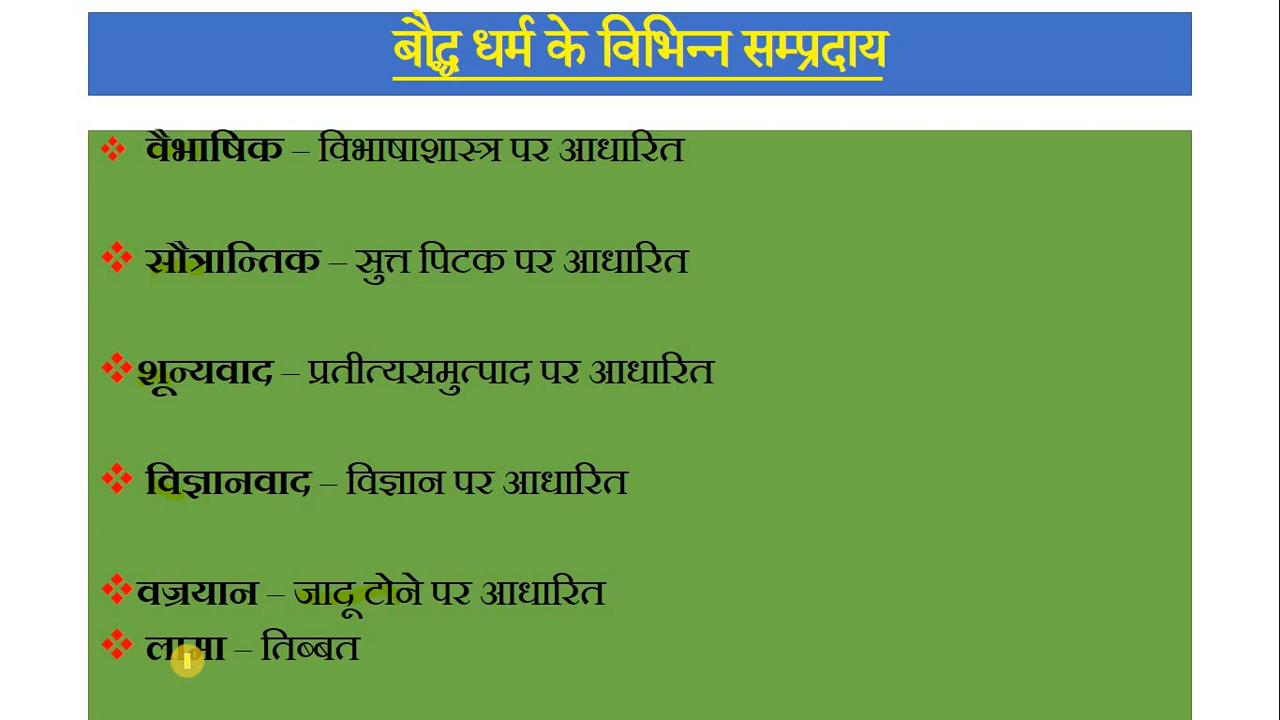 बौद्ध धर्म के विभिन्न सम्प्रदाय
वैभाषिक – विभाषाशास्त्र पर आधारित
सौत्रान्तिक – सुत्त पिटक पर आधारित
शून्यवाद – प्रतीत्यसमुत्पाद पर आधारित
विज्ञानवाद – विज्ञान पर आधारित
वज्रयान – जादू टोने पर आधारित
लामा – तिब्बत